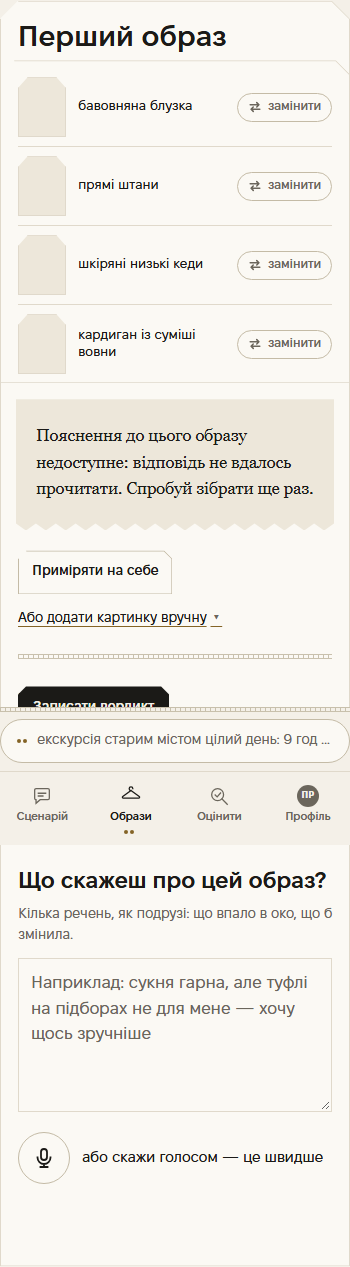 Перший образ
бавовняна блузка
замінити
прямі штани
замінити
шкіряні низькі кеди
замінити
кардиган із суміші
вовни
замінити
Пояснення до цього образу
недоступне: відповідь не вдалось
прочитати. Спробуй зібрати ще раз.
Приміряти на себе
Або додати картинку вручну
Записати вердикт
екскурсія старим містом цілий день: 9 год ...
Сценарій
Образи
Оцінити
ПР
Профіль
Що скажеш про цей образ?
Кілька речень, як подрузі: що впало в око, що б
змінила.
Наприклад: сукня гарна, але туфлі
на підборах не для мене — хочу
щось зручніше
або скажи голосом — це швидше